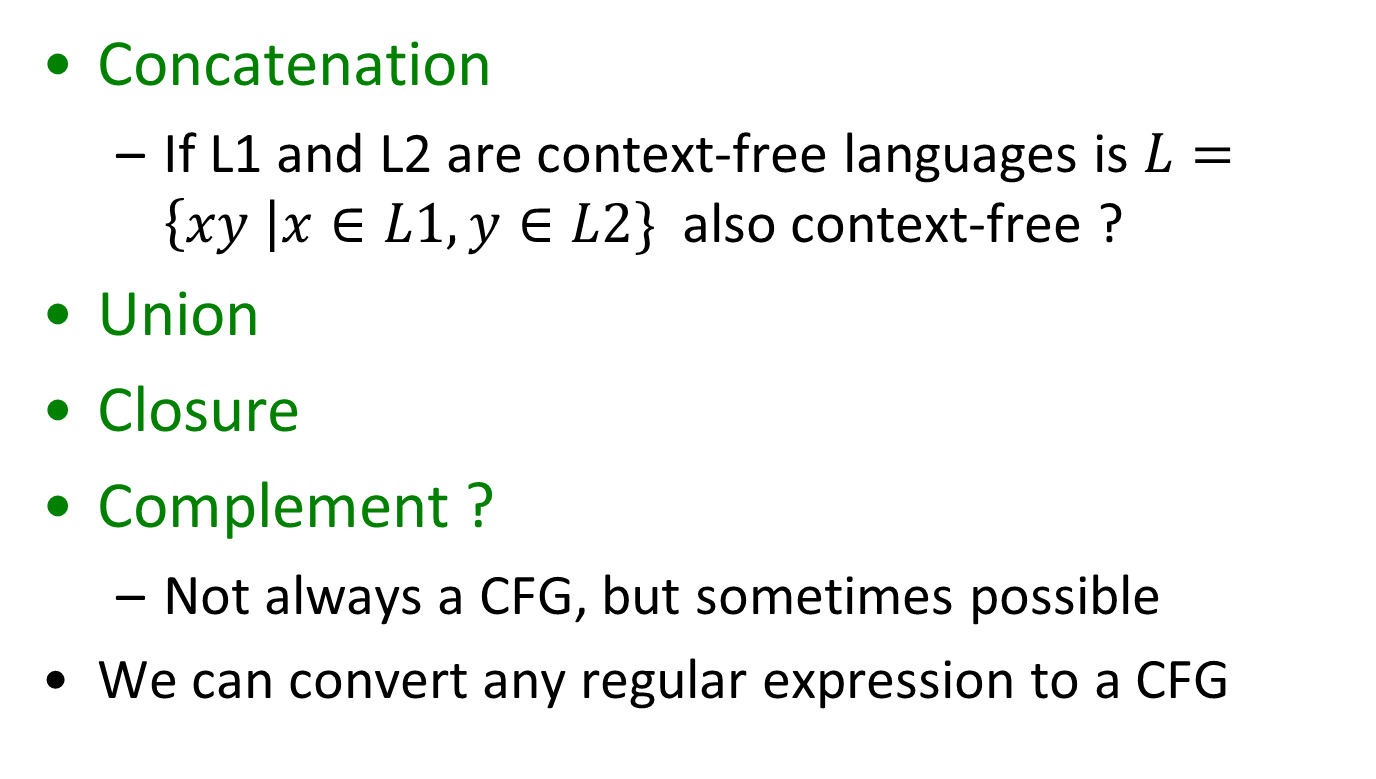 • Concatenation
– If L1 and L2 are context-free languages is 𝐿 =
{𝑥𝑦 |𝑥 ∈ 𝐿1, 𝑦 ∈ 𝐿2} also context-free ?
• Union
• Closure
• Complement ?
– Not always a CFG, but sometimes possible
• We can convert any regular expression to a CFG